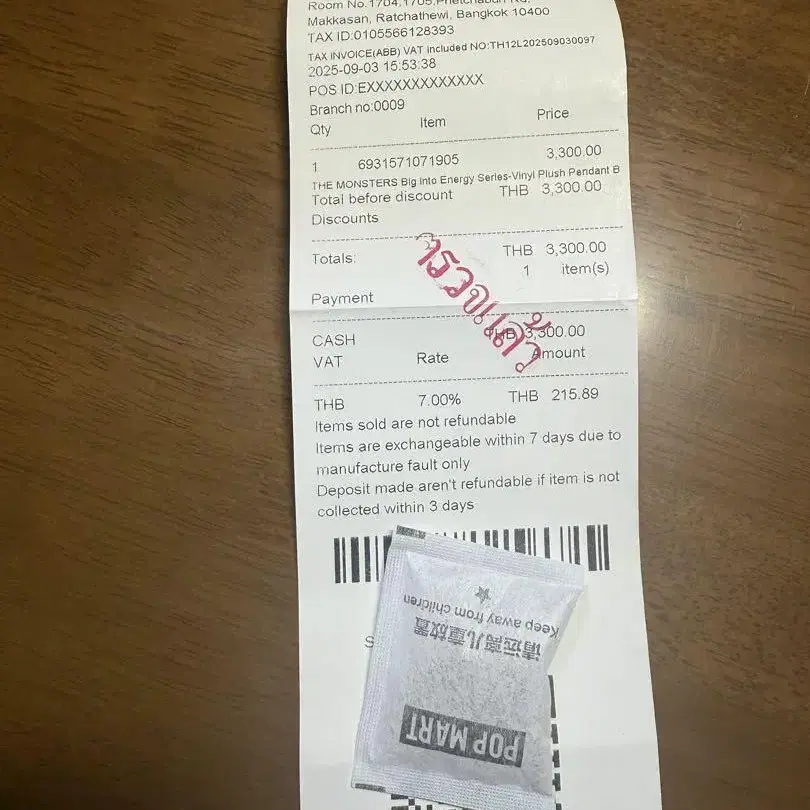 Room No.1704,1705,Phetchaburi Rd,
Makkasan, Ratchathewi, Bangkok 10400
TAX ID:0105566128393
TAX INVOICE(ABB) VAT included NO:TH12L202509030097
2025-09-03 15:53:38
POS ID:EXXXXXXXXXXXXX
Branch no:0009
Qty Item Price
1 6931571071905 3,300.00
THE MONSTERS Big into Energy Series-Vinyl Plush Pendant B
Total before discount THB 3,300.00
Discounts
Totals: THB 3,300.00
1 item(s)
ตรวจแล้ว
Payment
CASH THB 3,300.00
VAT Rate Amount
THB 7.00% THB 215.89
Items sold are not refundable
Items are exchangeable within 7 days due to
manufacture fault only
Deposit made aren't refundable if item is not
collected within 3 days
POP MART
请远离儿童放置
Keep away from children